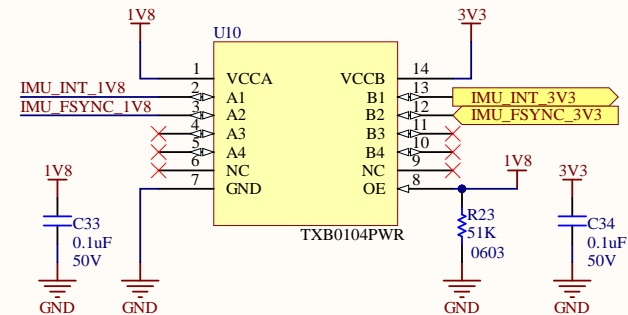 1V8
3V3
U10
1 VCCA VCCB 14
IMU_INT_1V8 2 A1 B1 13 IMU_INT_3V3
IMU_FSYNC_1V8 3 A2 B2 12 IMU_FSYNC_3V3
4 A3 B3 11
5 A4 B4 10
6 NC NC 9
7 GND OE 8
1V8
1V8
3V3
TXB0104PWR
C33
0.1uF
50V
R23
51K
0603
C34
0.1uF
50V
GND
GND
GND
GND